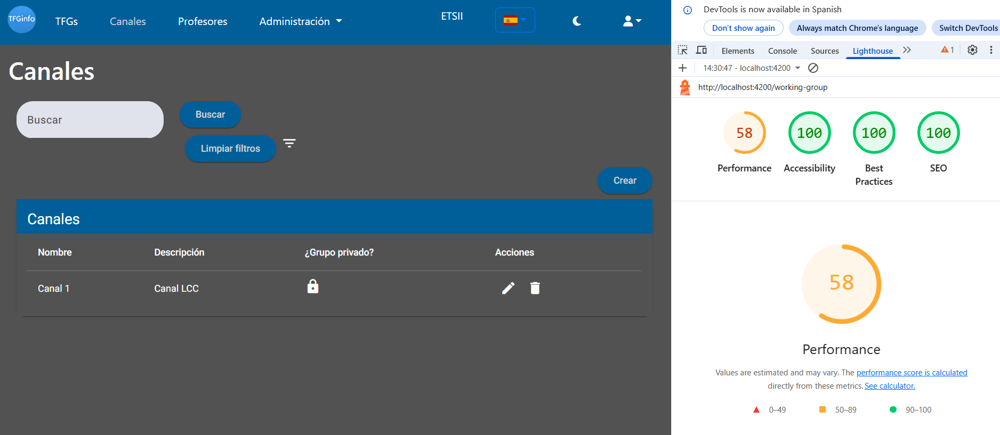 TFGinfo
TFGs
Canales
Profesores
Administración
ETSII
Canales
Buscar
Buscar
Limpiar filtros
Crear
Canales
Nombre
Descripción
¿Grupo privado?
Acciones
Canal 1
Canal LCC
DevTools is now available in Spanish
Don't show again
Always match Chrome's language
Switch DevTools
Elements
Console
Sources
Lighthouse
1
14:30:47 - localhost:4200
http://localhost:4200/working-group
58
100
100
100
Performance
Accessibility
Best
Practices
SEO
58
Performance
Values are estimated and may vary. The performance score is calculated
directly from these metrics. See calculator.
0–49
50–89
90–100